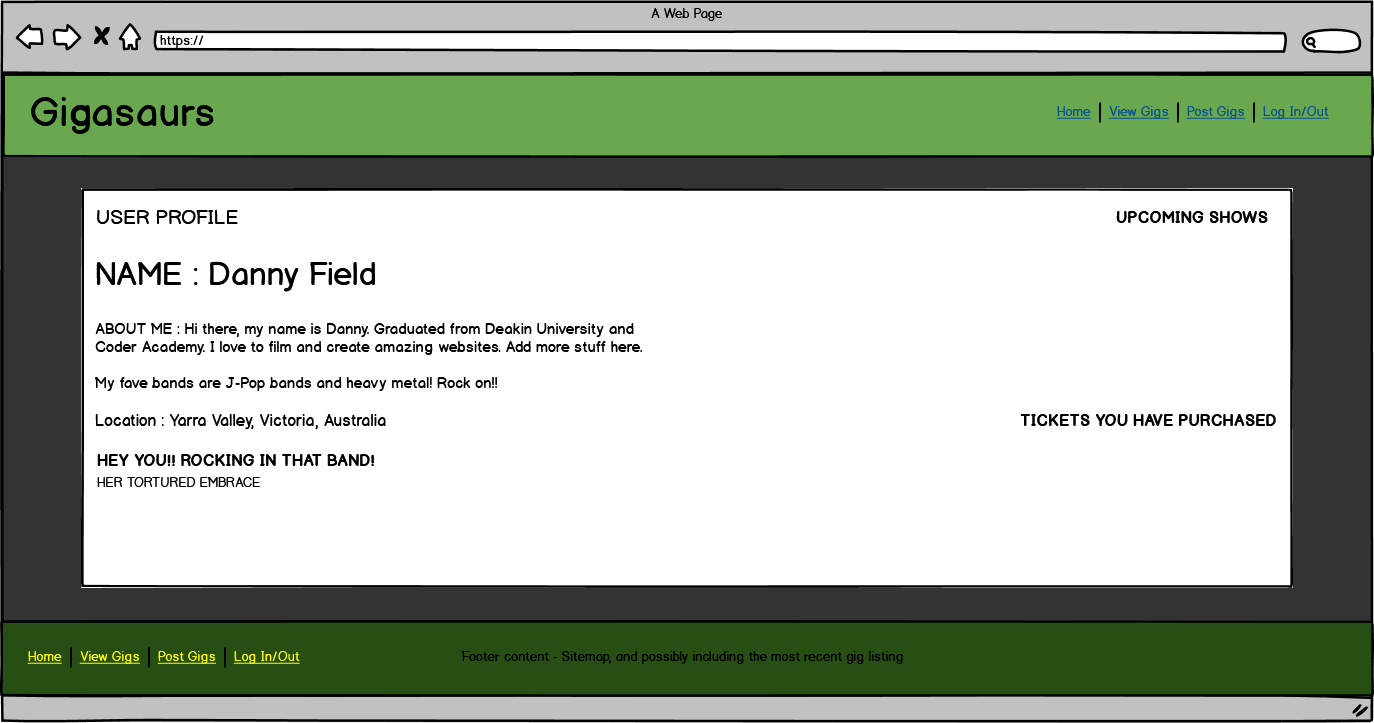 A Web Page
https://
Gigasaurs
Home | View Gigs | Post Gigs | Log In/Out
USER PROFILE
UPCOMING SHOWS
NAME : Danny Field
ABOUT ME : Hi there, my name is Danny. Graduated from Deakin University and
Coder Academy. I love to film and create amazing websites. Add more stuff here.
My fave bands are J-Pop bands and heavy metal! Rock on!!
Location : Yarra Valley, Victoria, Australia
TICKETS YOU HAVE PURCHASED
HEY YOU!! ROCKING IN THAT BAND!
HER TORTURED EMBRACE
Home | View Gigs | Post Gigs | Log In/Out
Footer content - Sitemap, and possibly including the most recent gig listing